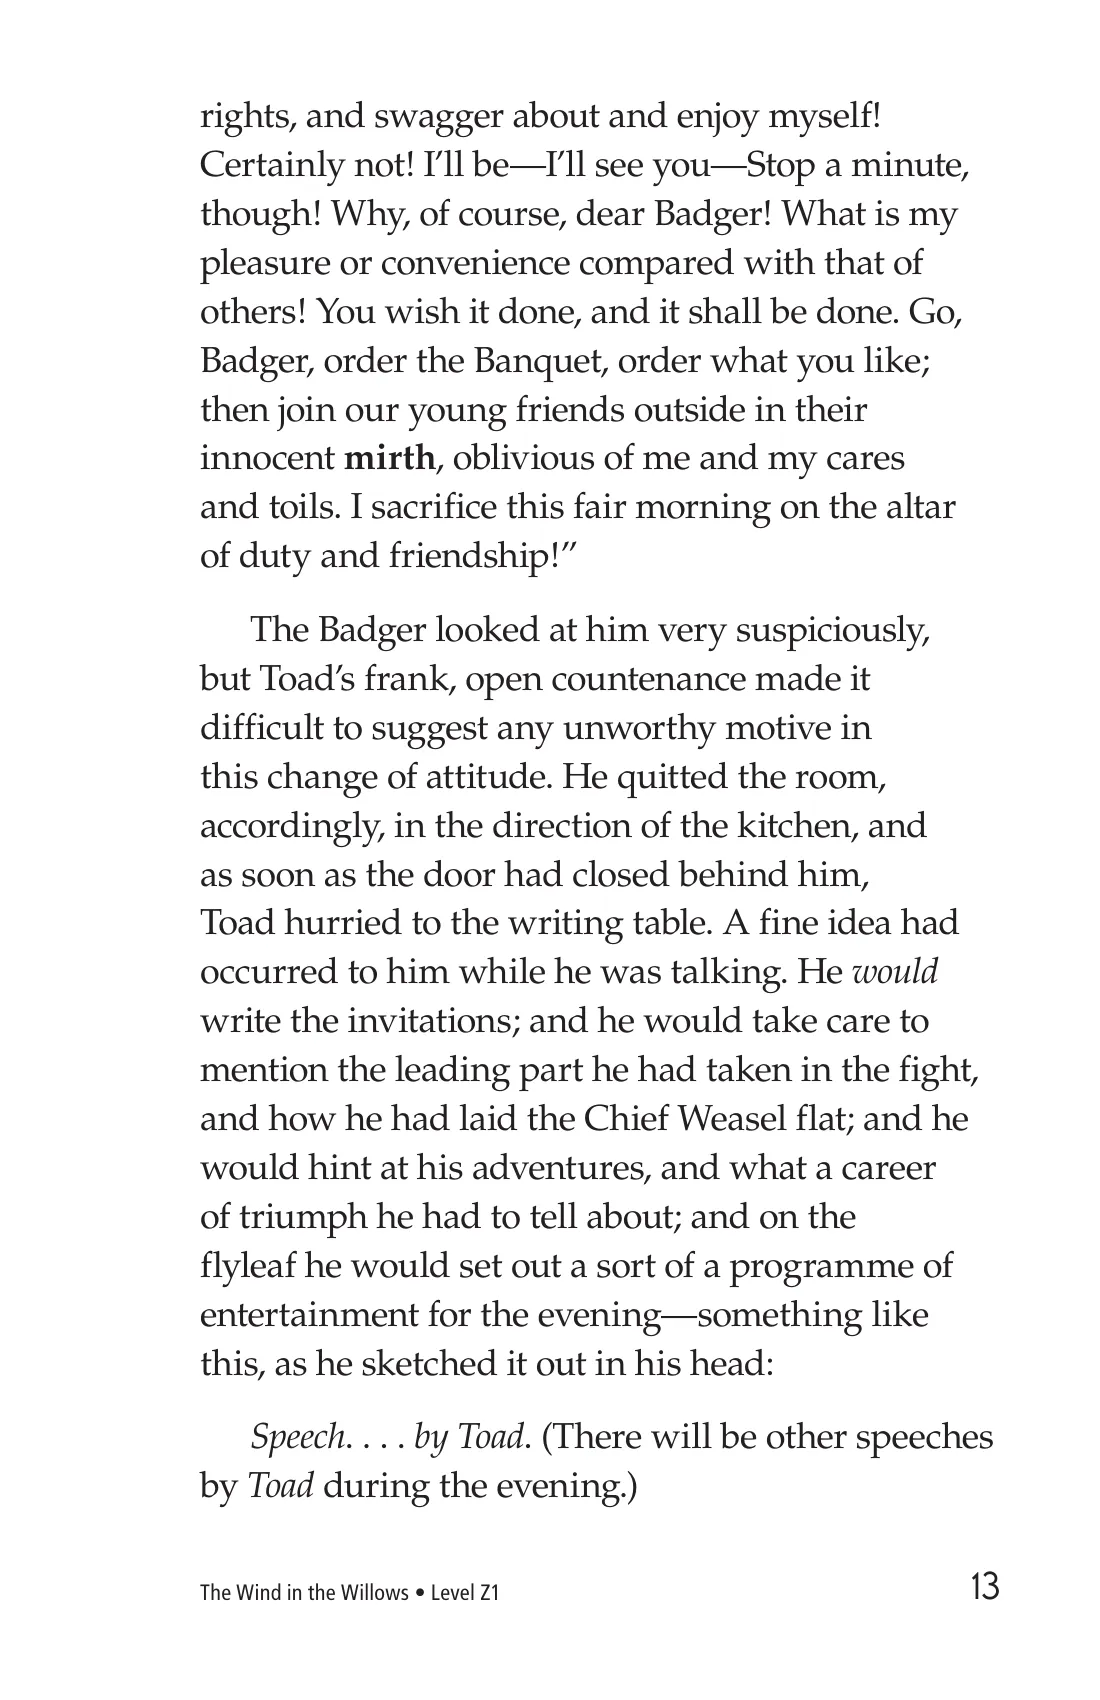 rights, and swagger about and enjoy myself!
Certainly not! I’ll be—I’ll see you—Stop a minute,
though! Why, of course, dear Badger! What is my
pleasure or convenience compared with that of
others! You wish it done, and it shall be done. Go,
Badger, order the Banquet, order what you like;
then join our young friends outside in their
innocent mirth, oblivious of me and my cares
and toils. I sacrifice this fair morning on the altar
of duty and friendship!”
The Badger looked at him very suspiciously,
but Toad’s frank, open countenance made it
difficult to suggest any unworthy motive in
this change of attitude. He quitted the room,
accordingly, in the direction of the kitchen, and
as soon as the door had closed behind him,
Toad hurried to the writing table. A fine idea had
occurred to him while he was talking. He would
write the invitations; and he would take care to
mention the leading part he had taken in the fight,
and how he had laid the Chief Weasel flat; and he
would hint at his adventures, and what a career
of triumph he had to tell about; and on the
flyleaf he would set out a sort of a programme of
entertainment for the evening—something like
this, as he sketched it out in his head:
Speech. . . . by Toad. (There will be other speeches
by Toad during the evening.)
The Wind in the Willows • Level Z1
13